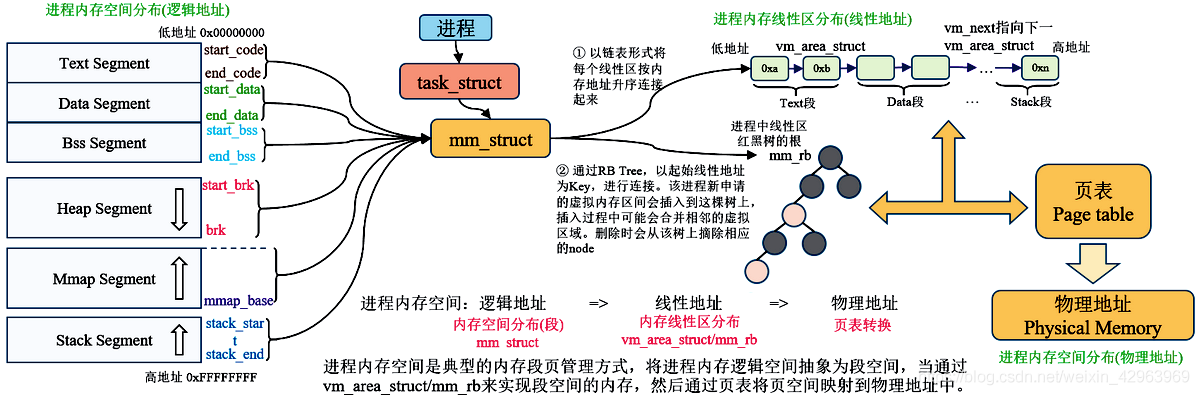 进程内存空间分布(逻辑地址)
低地址 0x00000000
Text Segment
start_code
end_code
Data Segment
start_data
end_data
Bss Segment
start_bss
end_bss
Heap Segment
start_brk
brk
Mmap Segment
mmap_base
Stack Segment
stack_star
t
stack_end
高地址 0xFFFFFFFF
进程
task_struct
mm_struct
① 以链表形式将
每个线性区按内
存地址升序连接
起来
② 通过RB Tree，以起始线性地址
为Key，进行连接。该进程新申请
的虚拟内存区间会插入到这棵树上，
插入过程中可能会合并相邻的虚拟
区域。删除时会从该树上摘除相应
的node
进程内存线性区分布(线性地址)
vm_next指向下一
低地址
vm_area_struct
vm_area_struct
高地址
0xa
0xb
...
0xn
Text段
Data段
...
Stack段
进程中线性区
红黑树的根
mm_rb
页表
Page table
物理地址
Physical Memory
进程内存空间分布(物理地址)
进程内存空间：逻辑地址 => 线性地址 => 物理地址
内存空间分布(段) 内存线性区分布 页表转换
mm_struct vm_area_struct/mm_rb
进程内存空间是典型的内存段页管理方式，将进程内存逻辑空间抽象为段空间，当通过
vm_area_struct/mm_rb来实现段空间的内存，然后通过页表将页空间映射到物理地址中。
blog.csdn.net/weixin_42963969